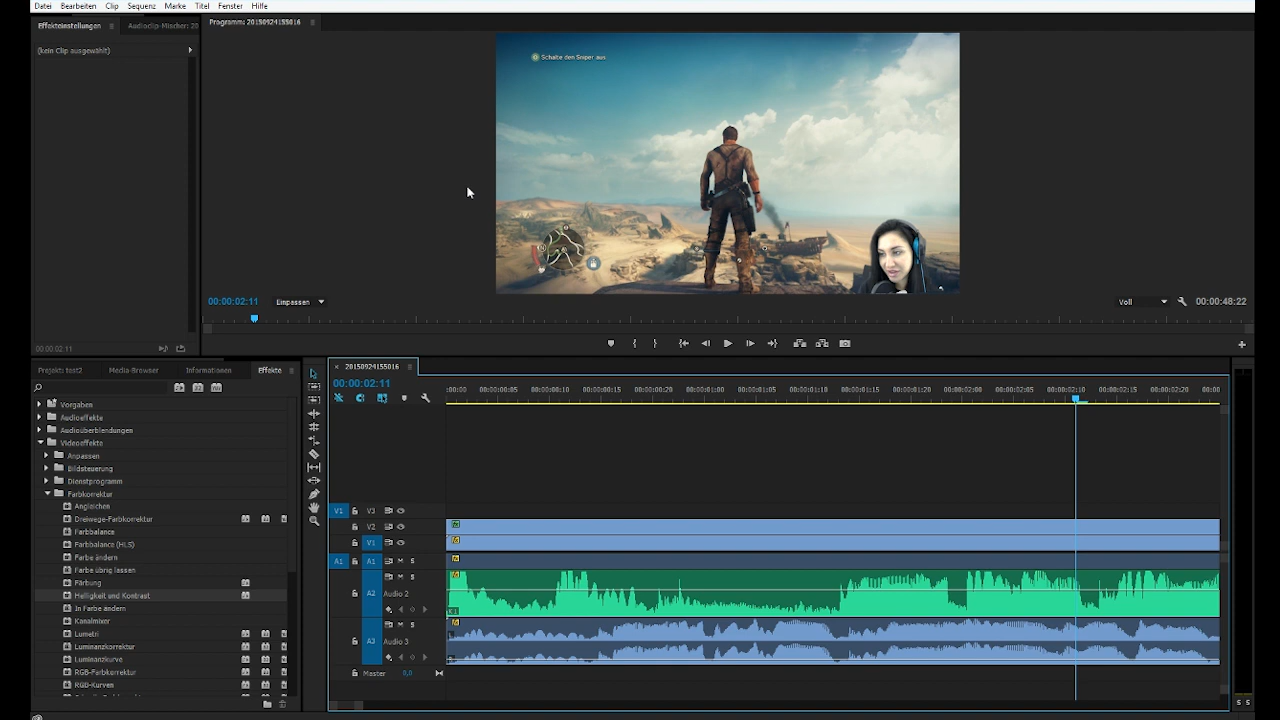 Datei Bearbeiten Clip Sequenz Marke Titel Fenster Hilfe
Effekteinstellungen Audioclip-Mischer: 20
Programm: 20150924155016
(kein Clip ausgewählt)
Schalte den Sniper aus
00:00:02:11 Einpassen Voll 00:00:48:22
00:00:02:11
Projekt: test2 Media-Browser Informationen Effekte
× 20150924155016
00:00:02:11
:00:00 00:00:00:05 00:00:00:10 00:00:00:15 00:00:00:20 00:00:01:00 00:00:01:05 00:00:01:10 00:00:01:15 00:00:01:20 00:00:02:00 00:00:02:05 00:00:02:10 00:00:02:15 00:00:02:20 00:00
Vorgaben
Audioeffekte
Audioüberblendungen
Videoeffekte
Anpassen
Bildsteuerung
Dienstprogramm
Farbkorrektur
Angleichen
Dreiwege-Farbkorrektur
Farbbalance
Farbbalance (HLS)
Farbe ändern
Farbe übrig lassen
Färbung
Helligkeit und Kontrast
In Farbe ändern
Kanalmixer
Lumetri
Luminanzkorrektur
Luminanzkurve
RGB-Farbkorrektur
RGB-Kurven
V1 V3
V2
V1
A1 A1 M S
M S
A2 Audio 2
M S
A3 Audio 3
Master 0,0
S S